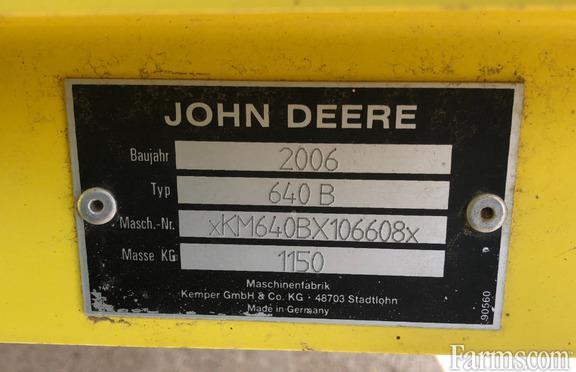 JOHN DEERE
Baujahr 2006
Typ 640 B
Masch.-Nr. xKM640BX106608x
Masse KG 1150
Maschinenfabrik
Kemper GmbH & Co. KG · 48703 Stadtlohn
Made in Germany
90560
Farms.com